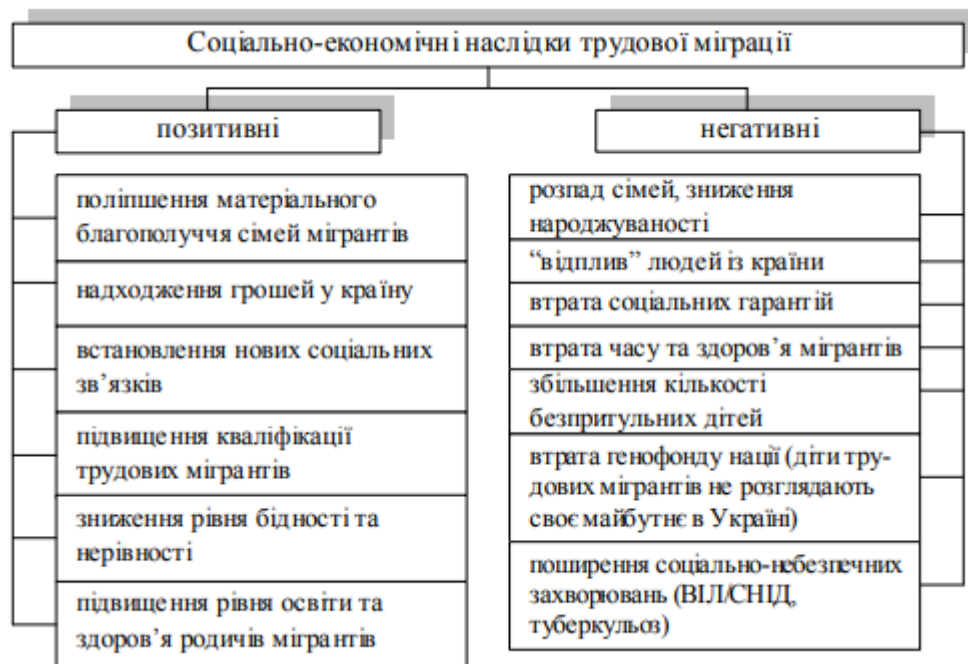 Соціально-економічні наслідки трудової міграції
позитивні
поліпшення матеріального
благополуччя сімей мігрантів
надходження грошей у країну
встановлення нових соціальних
зв’язків
підвищення кваліфікації
трудових мігрантів
зниження рівня бідності та
нерівності
підвищення рівня освіти та
здоров’я родичів мігрантів
негативні
розпад сімей, зниження
народжуваності
“відплив” людей із країни
втрата соціальних гарантій
втрата часу та здоров’я мігрантів
збільшення кількості
безпритульних дітей
втрата генофонду нації (діти тру-
дових мігрантів не розглядають
своє майбутнє в Україні)
поширення соціально-небезпечних
захворювань (ВІЛ/СНІД,
туберкульоз)